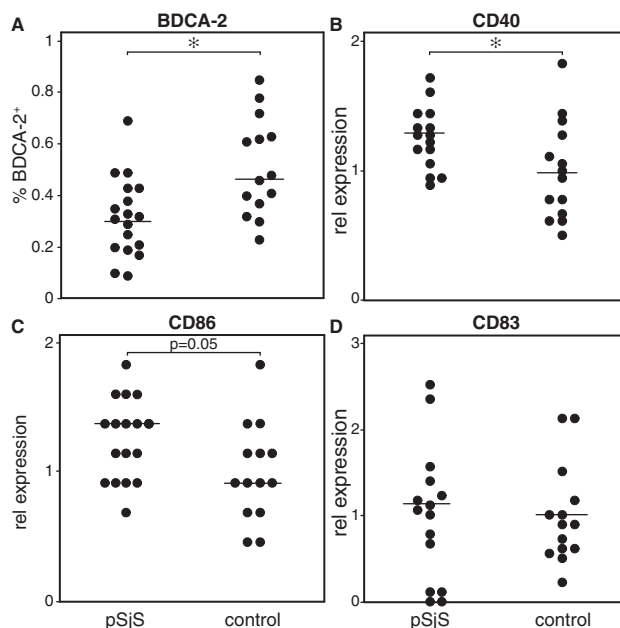 A BDCA-2
1
0.8
0.6
0.4
0.2
0
% BDCA-2+
*
B CD40
2
1
0
rel expression
*
C CD86
2
1
0
rel expression
p=0.05
pSjS control
D CD83
3
2
1
0
rel expression
pSjS control